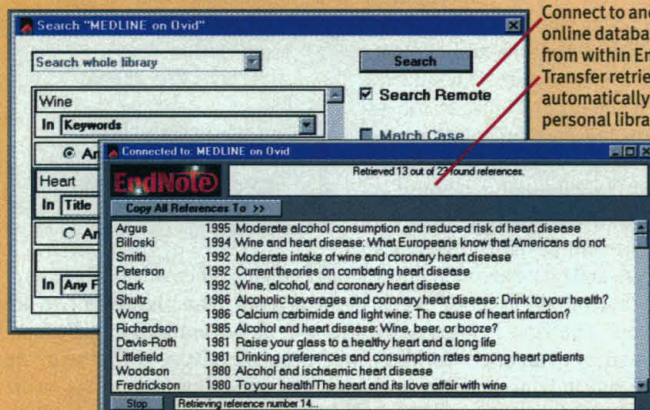 Search "MEDLINE on Ovid"
Search whole library
Search
Search Remote
Match Case
Wine
In Keywords
Heart
In Title
In Any
Connect to
online
from within
Transfer
automatically
personal
Connected to: MEDLINE on Ovid
EndNote
Retrieved 13 out of 23 found references.
Copy All References To >>
Argus 1995 Moderate alcohol consumption and reduced risk of heart disease
Billoski 1994 Wine and heart disease: What Europeans know that Americans do not
Smith 1992 Moderate intake of wine and coronary heart disease
Peterson 1992 Current theories on combating heart disease
Clark 1992 Wine, alcohol, and coronary heart disease
Shultz 1986 Alcoholic beverages and coronary heart disease: Drink to your health?
Wong 1986 Calcium carbimide and light wine: The cause of heart infarction?
Richardson 1985 Alcohol and heart disease: Wine, beer, or booze?
Davis-Roth 1981 Raise your glass to a healthy heart and a long life
Littlefield 1981 Drinking preferences and consumption rates among heart patients
Woodson 1980 Alcohol and ischaemic heart disease
Fredrickson 1980 To your health! The heart and its love affair with wine
Stop Retrieving reference number 14...